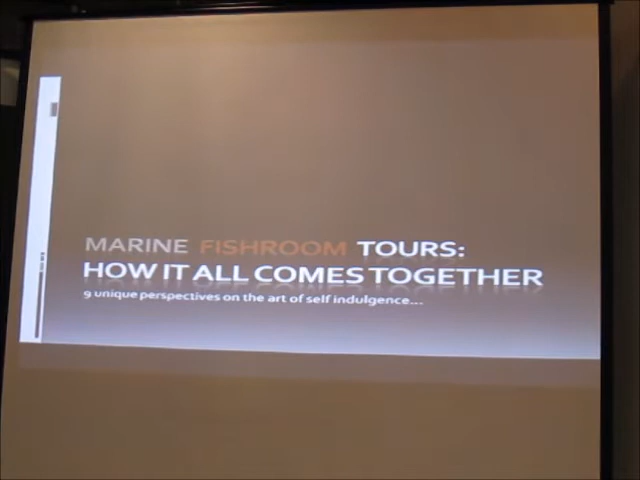 MARINE FISHROOM TOURS:
HOW IT ALL COMES TOGETHER
9 unique perspectives on the art of self indulgence...